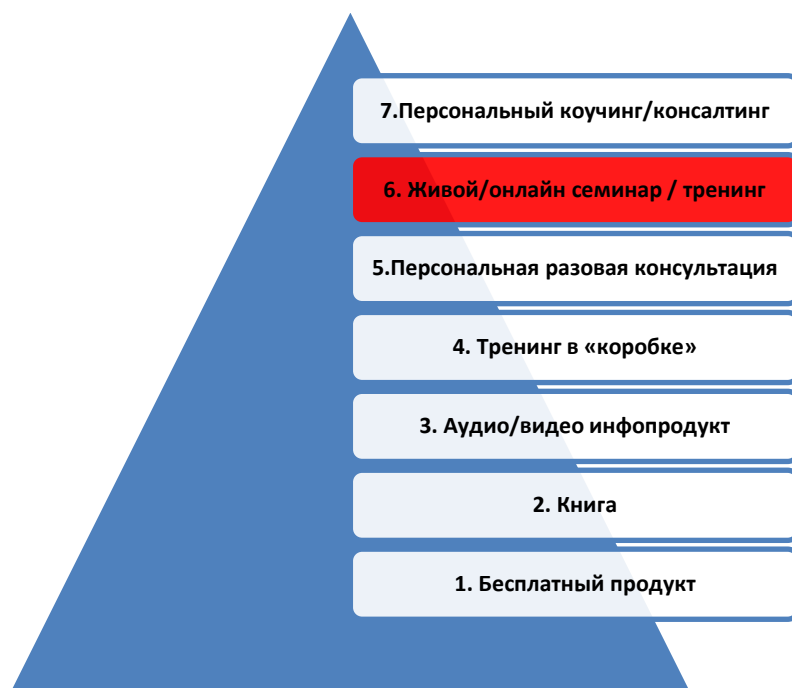 7.Персональный коучинг/консалтинг
6. Живой/онлайн семинар / тренинг
5.Персональная разовая консультация
4. Тренинг в «коробке»
3. Аудио/видео инфопродукт
2. Книга
1. Бесплатный продукт